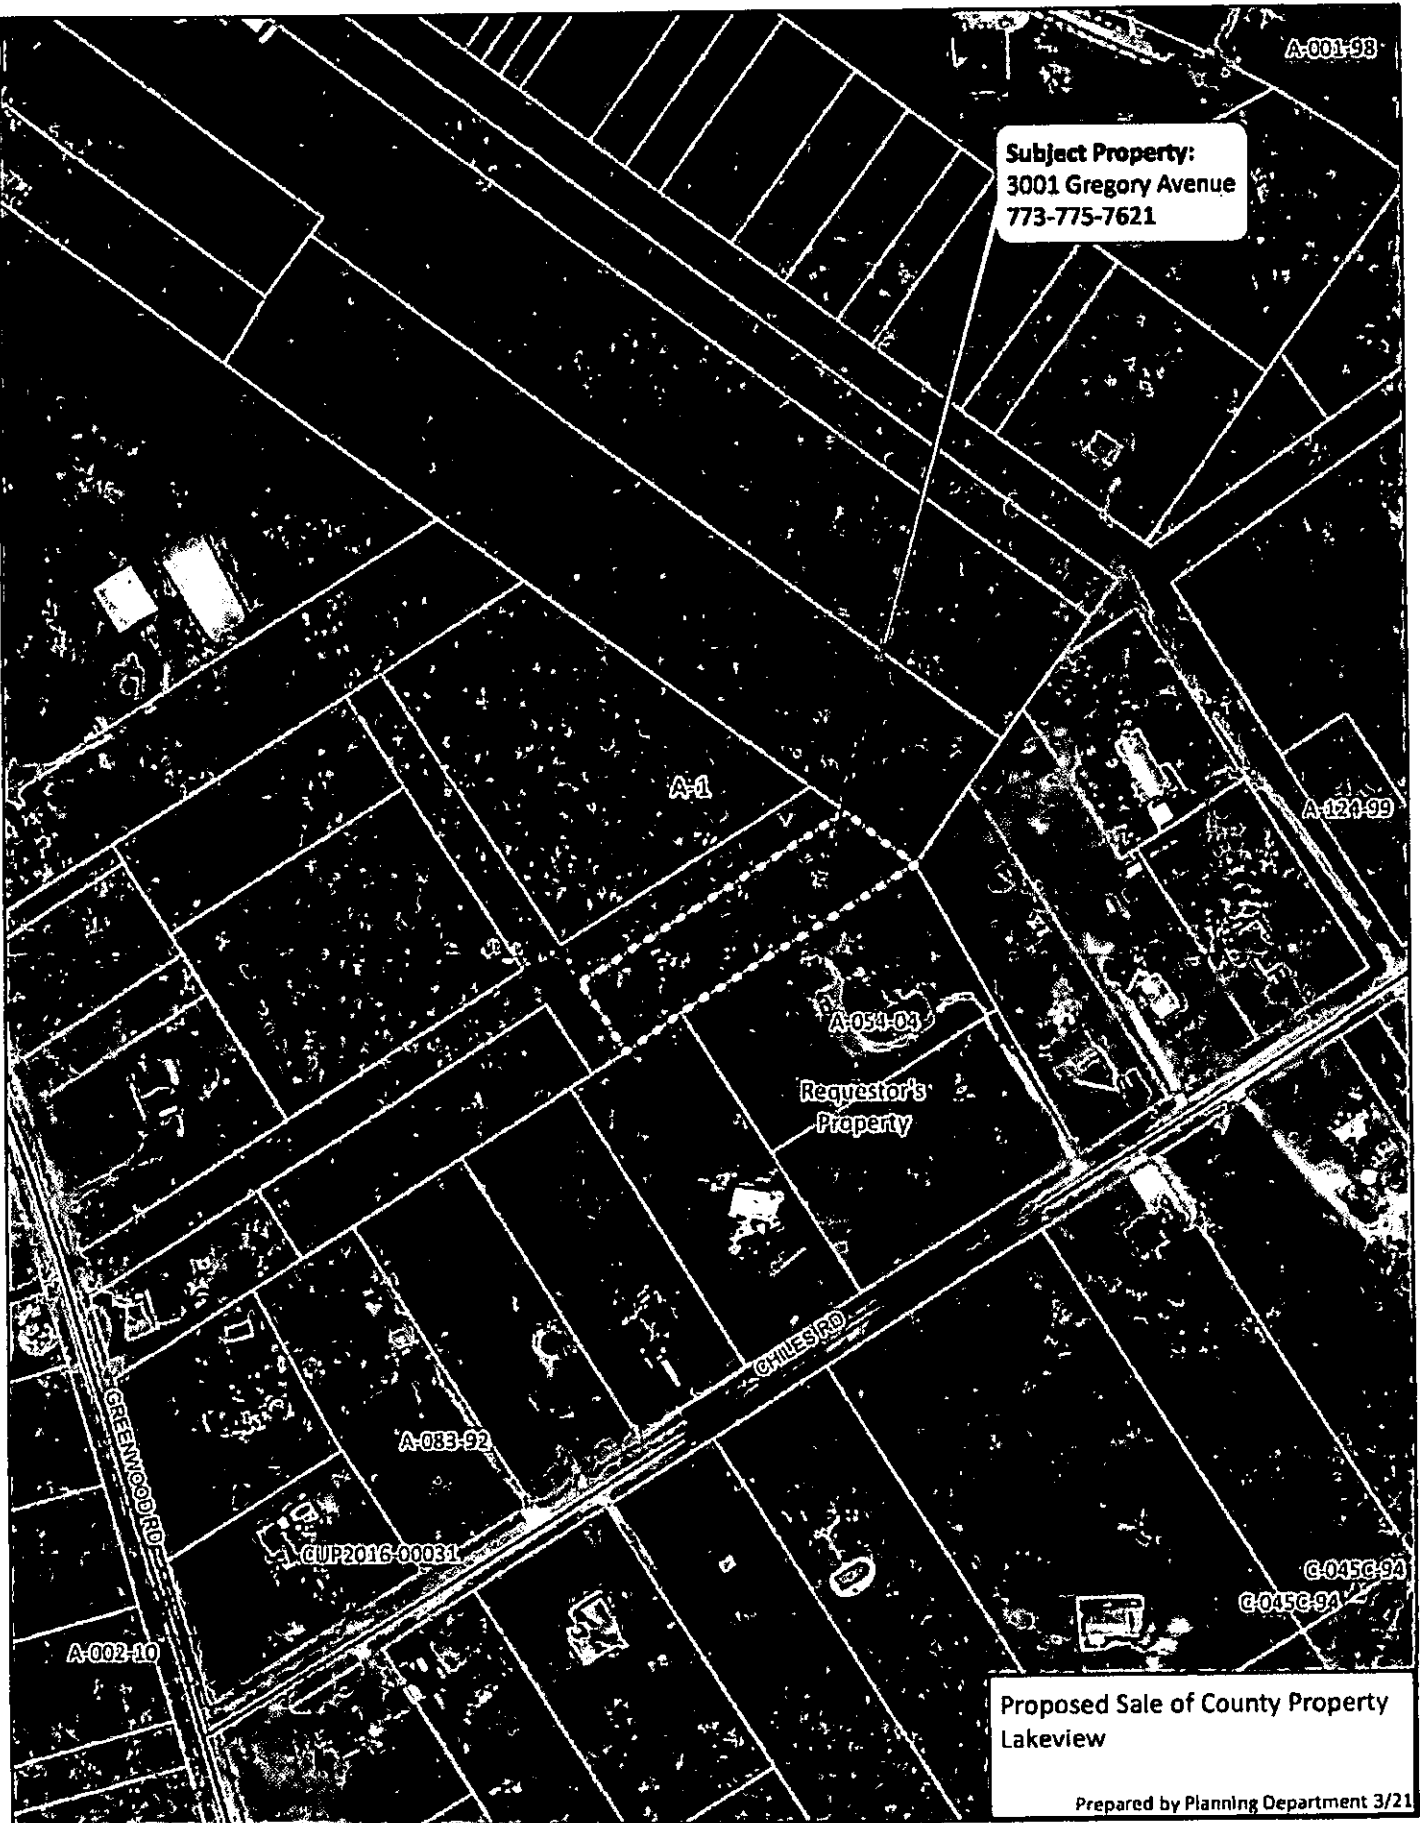 A-001-98
Subject Property:
3001 Gregory Avenue
773-775-7621
A-1
A-124-99
A-054-04
Requestor's
Property
CHILES RD
GREENWOOD RD
A-083-92
CUP2016-00031
C-045C-94
C-045C-94
A-002-10
Proposed Sale of County Property
Lakeview
Prepared by Planning Department 3/21